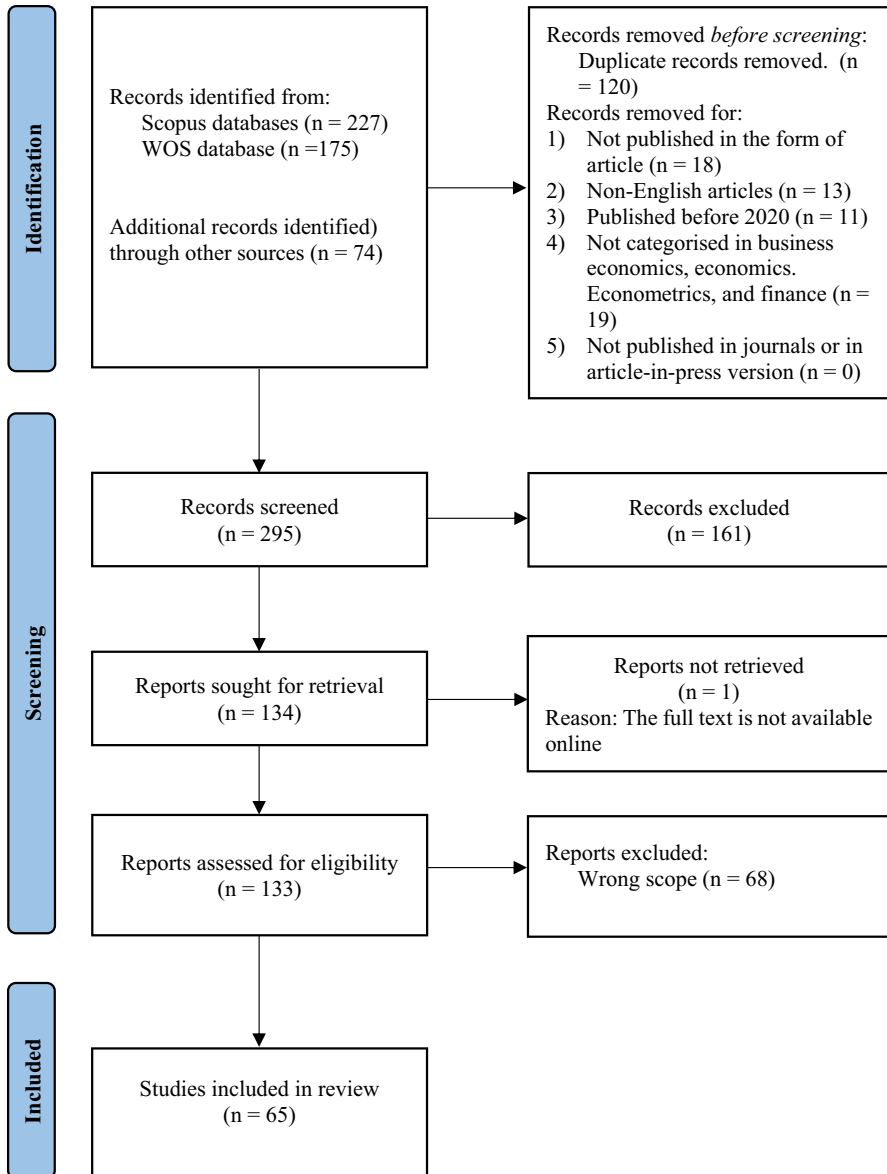 Identification
Records identified from:
Scopus databases (n = 227)
WOS database (n =175)
Additional records identified)
through other sources (n = 74)
Records removed before screening:
Duplicate records removed. (n
= 120)
Records removed for:
1) Not published in the form of
article (n = 18)
2) Non-English articles (n = 13)
3) Published before 2020 (n = 11)
4) Not categorised in business
economics, economics.
Econometrics, and finance (n =
19)
5) Not published in journals or in
article-in-press version (n = 0)
Screening
Records screened
(n = 295)
Records excluded
(n = 161)
Reports sought for retrieval
(n = 134)
Reports not retrieved
(n = 1)
Reason: The full text is not available
online
Reports assessed for eligibility
(n = 133)
Reports excluded:
Wrong scope (n = 68)
Included
Studies included in review
(n = 65)